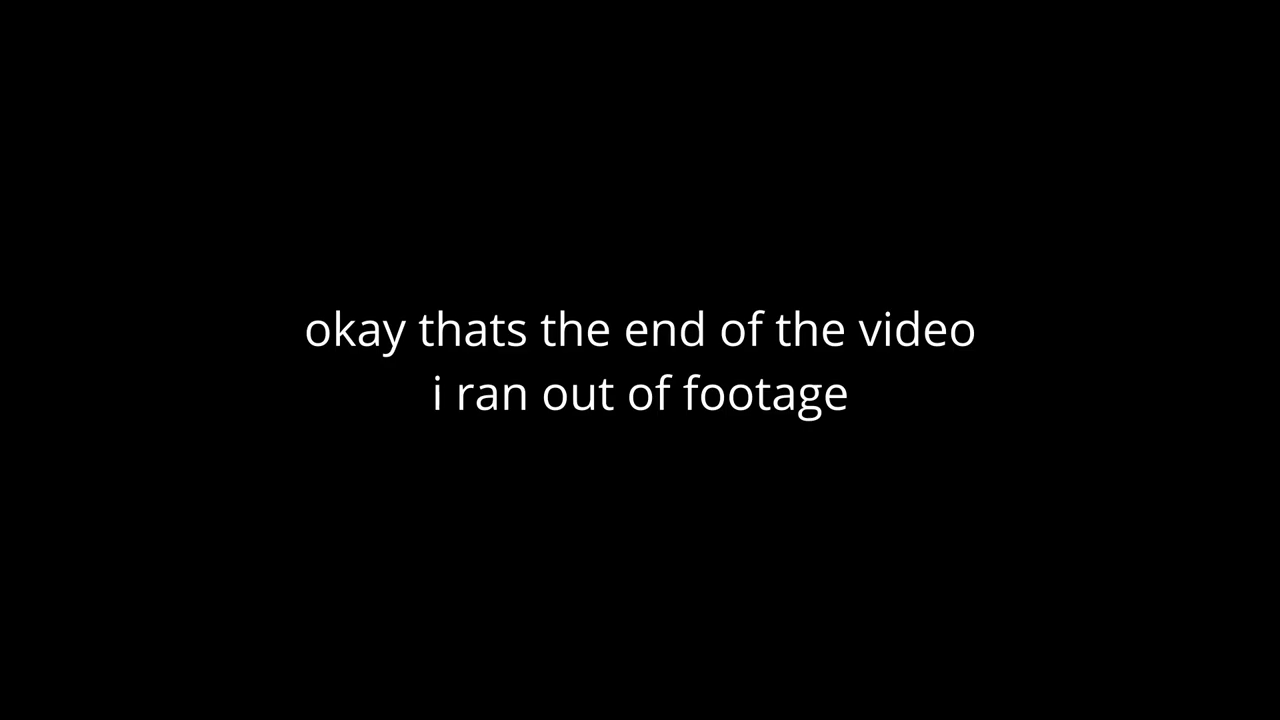 okay thats the end of the video
i ran out of footage